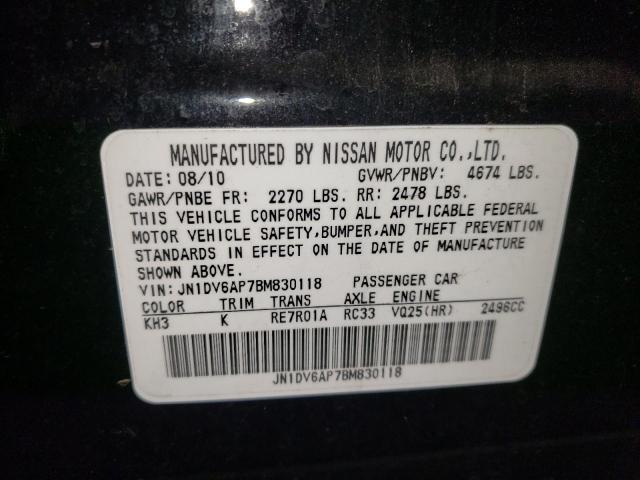 MANUFACTURED BY NISSAN MOTOR CO.,LTD.
DATE: 08/10 GVWR/PNBV: 4674 LBS.
GAWR/PNBE FR: 2270 LBS. RR: 2478 LBS.
THIS VEHICLE CONFORMS TO ALL APPLICABLE FEDERAL
MOTOR VEHICLE SAFETY,BUMPER,AND THEFT PREVENTION
STANDARDS IN EFFECT ON THE DATE OF MANUFACTURE
SHOWN ABOVE.
VIN: JN1DV6AP7BM830118 PASSENGER CAR
COLOR TRIM TRANS AXLE ENGINE
KH3 K RE7R01A RC33 VQ25(HR) 2496CC
JN1DV6AP7BM830118